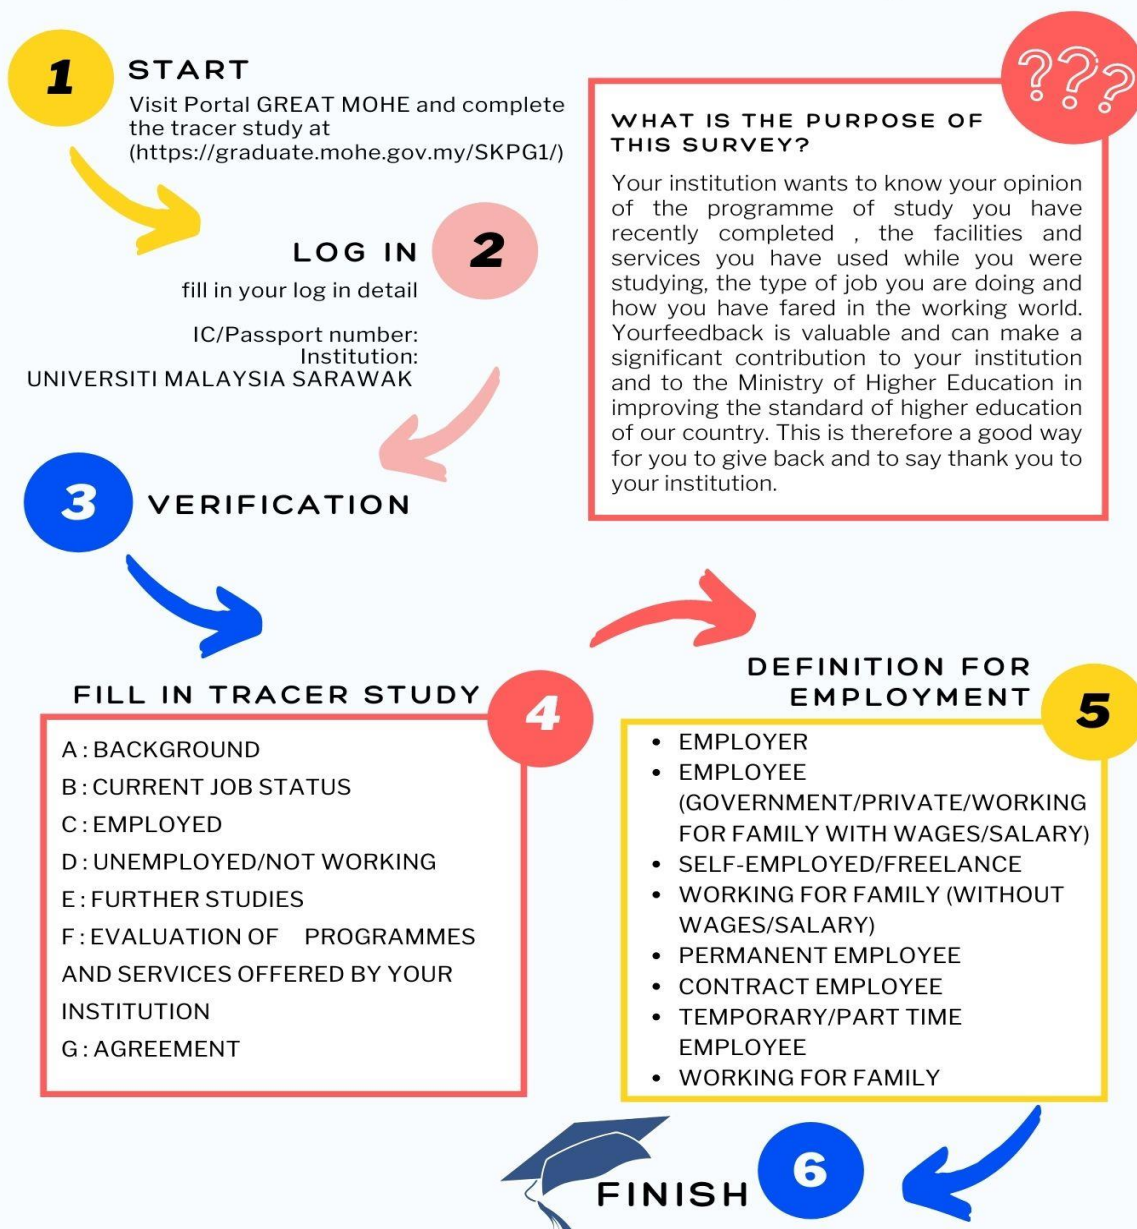 1
START
Visit Portal GREAT MOHE and complete
the tracer study at
(https://graduate.mohe.gov.my/SKPG1/)
???
WHAT IS THE PURPOSE OF
THIS SURVEY?
Your institution wants to know your opinion
of the programme of study you have
recently completed , the facilities and
services you have used while you were
studying, the type of job you are doing and
how you have fared in the working world.
Yourfeedback is valuable and can make a
significant contribution to your institution
and to the Ministry of Higher Education in
improving the standard of higher education
of our country. This is therefore a good way
for you to give back and to say thank you to
your institution.
LOG IN
2
fill in your log in detail
IC/Passport number:
Institution:
UNIVERSITI MALAYSIA SARAWAK
3
VERIFICATION
FILL IN TRACER STUDY
4
A : BACKGROUND
B : CURRENT JOB STATUS
C : EMPLOYED
D : UNEMPLOYED/NOT WORKING
E : FURTHER STUDIES
F : EVALUATION OF PROGRAMMES
AND SERVICES OFFERED BY YOUR
INSTITUTION
G : AGREEMENT
DEFINITION FOR
EMPLOYMENT
5
• EMPLOYER
• EMPLOYEE
(GOVERNMENT/PRIVATE/WORKING
FOR FAMILY WITH WAGES/SALARY)
• SELF-EMPLOYED/FREELANCE
• WORKING FOR FAMILY (WITHOUT
WAGES/SALARY)
• PERMANENT EMPLOYEE
• CONTRACT EMPLOYEE
• TEMPORARY/PART TIME
EMPLOYEE
• WORKING FOR FAMILY
FINISH
6